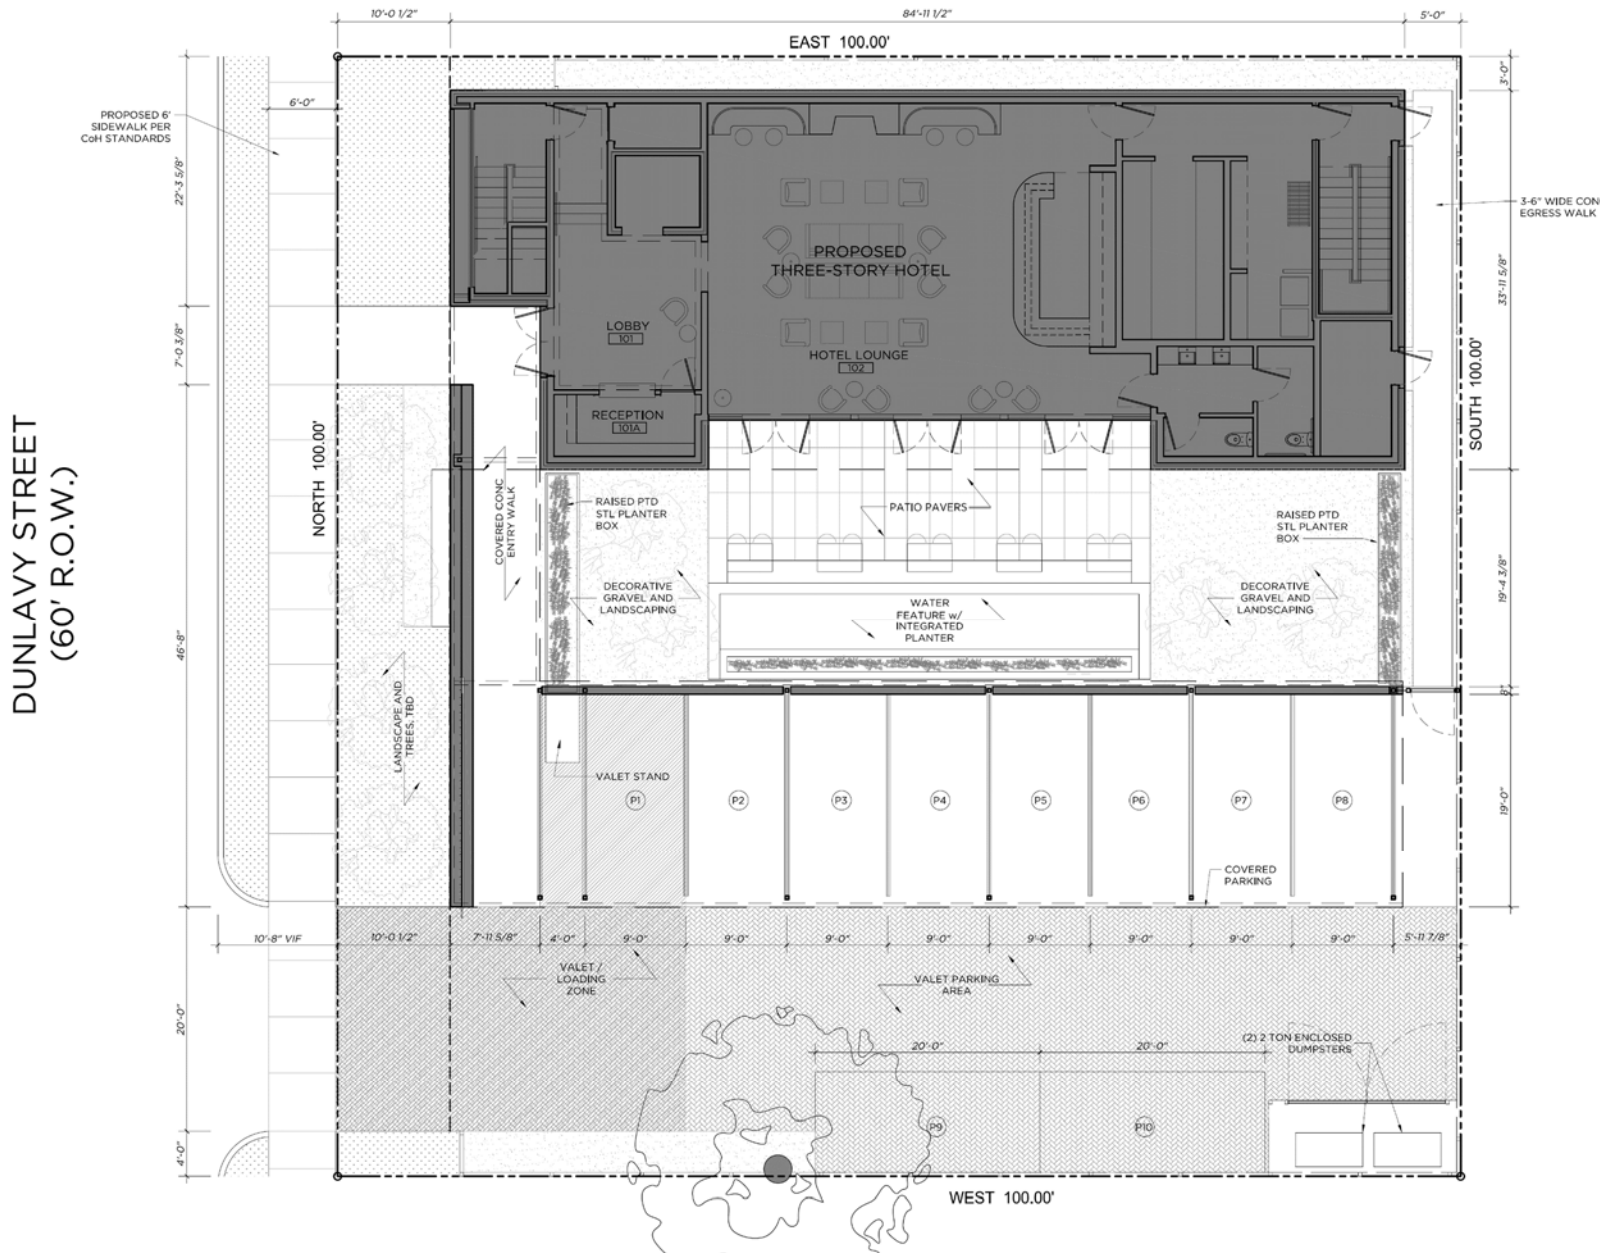 10'-0 1/2"
84'-11 1/2"
5'-0"
EAST 100.00'
3'-0"
6'-0"
PROPOSED 6'
SIDEWALK PER
CoH STANDARDS
22'-3 5/8"
3-6" WIDE CON
EGRESS WALK
PROPOSED
THREE-STORY HOTEL
33'-11 5/8"
LOBBY
101
HOTEL LOUNGE
102
7'-0 3/8"
RECEPTION
101A
DUNLAVY STREET
(60' R.O.W.)
NORTH 100.00'
SOUTH 100.00'
COVERED CONC
ENTRY WALK
RAISED PTD
STL PLANTER
BOX
PATIO PAVERS
RAISED PTD
STL PLANTER
BOX
DECORATIVE
GRAVEL AND
LANDSCAPING
WATER
FEATURE w/
INTEGRATED
PLANTER
DECORATIVE
GRAVEL AND
LANDSCAPING
19'-4 3/8"
46'-8"
8"
LANDSCAPE AND
TREES, TBD
VALET STAND
P1
P2
P3
P4
P5
P6
P7
P8
19'-0"
COVERED
PARKING
10'-8" VIF
10'-0 1/2"
7'-11 5/8"
4'-0"
9'-0"
9'-0"
9'-0"
9'-0"
9'-0"
9'-0"
9'-0"
9'-0"
5'-11 7/8"
VALET /
LOADING
ZONE
VALET PARKING
AREA
20'-0"
20'-0"
20'-0"
(2) 2 TON ENCLOSED
DUMPSTERS
P9
P10
4'-0"
WEST 100.00'